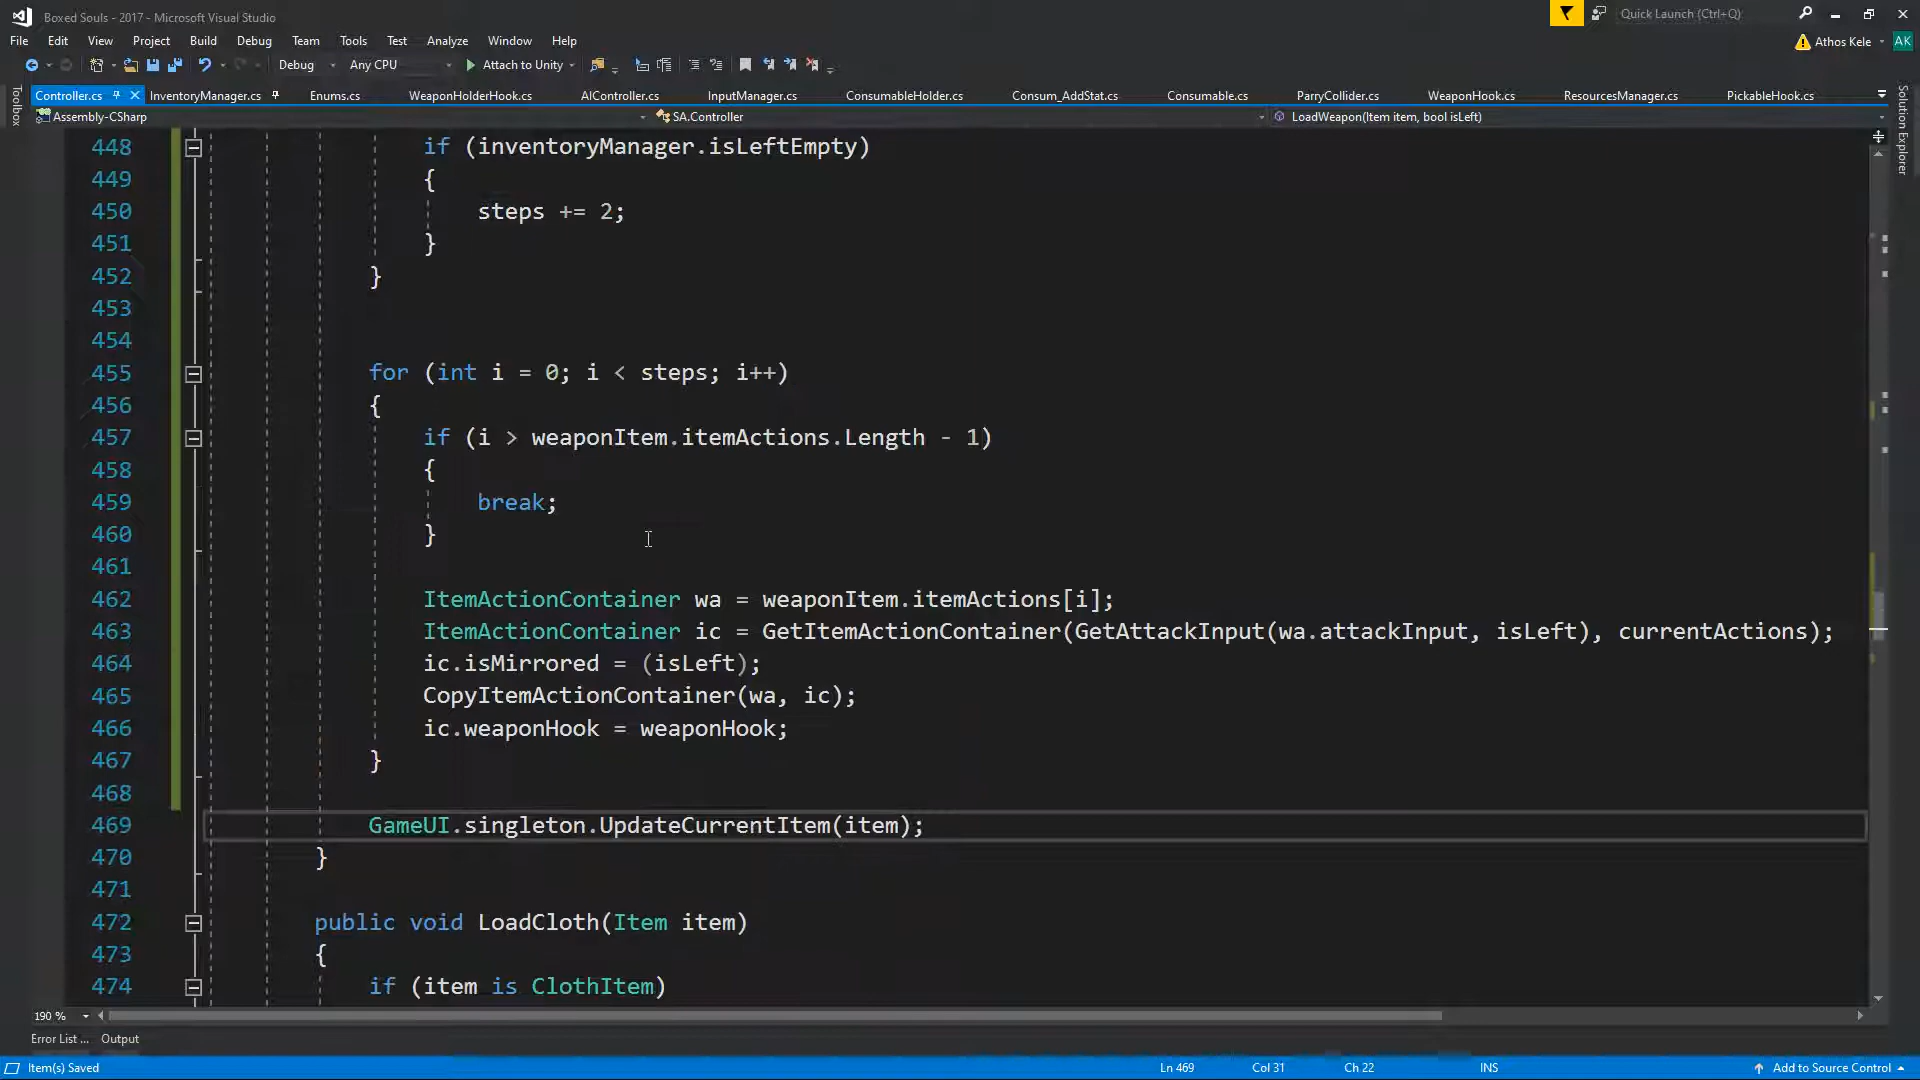 Boxed Souls - 2017 - Microsoft Visual Studio
Quick Launch (Ctrl+Q)
File Edit View Project Build Debug Team Tools Test Analyze Window Help
Athos Kele AK
Debug Any CPU Attach to Unity
Toolbox
Controller.cs InventoryManager.cs Enums.cs WeaponHolderHook.cs AIController.cs InputManager.cs ConsumableHolder.cs Consum_AddStat.cs Consumable.cs ParryCollider.cs WeaponHook.cs ResourcesManager.cs PickableHook.cs
Solution Explorer
Assembly-CSharp SA.Controller LoadWeapon(Item item, bool isLeft)
448 if (inventoryManager.isLeftEmpty)
449 {
450 steps += 2;
451 }
452 }
453
454
455 for (int i = 0; i < steps; i++)
456 {
457 if (i > weaponItem.itemActions.Length - 1)
458 {
459 break;
460 }
461
462 ItemActionContainer wa = weaponItem.itemActions[i];
463 ItemActionContainer ic = GetItemActionContainer(GetAttackInput(wa.attackInput, isLeft), currentActions);
464 ic.isMirrored = (isLeft);
465 CopyItemActionContainer(wa, ic);
466 ic.weaponHook = weaponHook;
467 }
468
469 GameUI.singleton.UpdateCurrentItem(item);
470 }
471
472 public void LoadCloth(Item item)
473 {
474 if (item is ClothItem)
190 %
Error List ... Output
Item(s) Saved Ln 469 Col 31 Ch 22 INS Add to Source Control